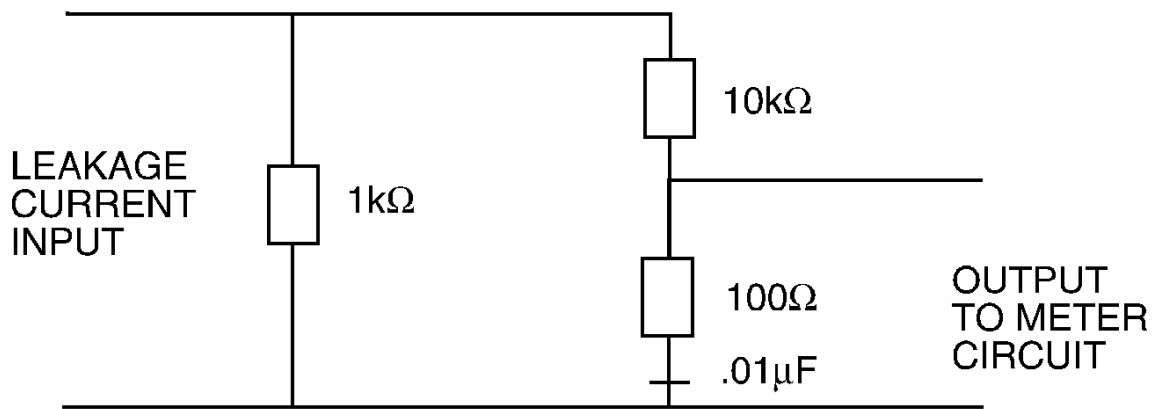 10kΩ
LEAKAGE
CURRENT
INPUT
1kΩ
100Ω
.01µF
OUTPUT
TO METER
CIRCUIT